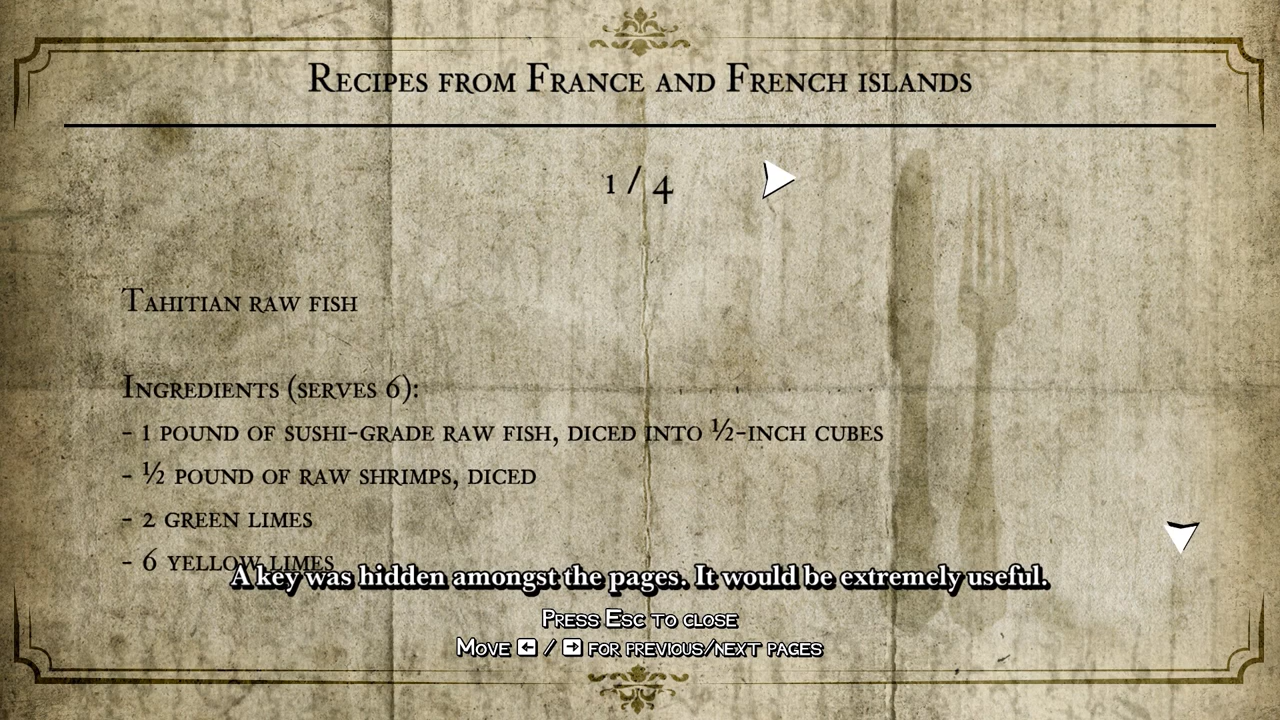 Recipes from France and French islands
1 / 4
Tahitian raw fish
Ingredients (serves 6):
- 1 pound of sushi-grade raw fish, diced into ½-inch cubes
- ½ pound of raw shrimps, diced
- 2 green limes
- 6 yellow limes
A key was hidden amongst the pages. It would be extremely useful.
Press Esc to close
Move ← / → for previous/next pages